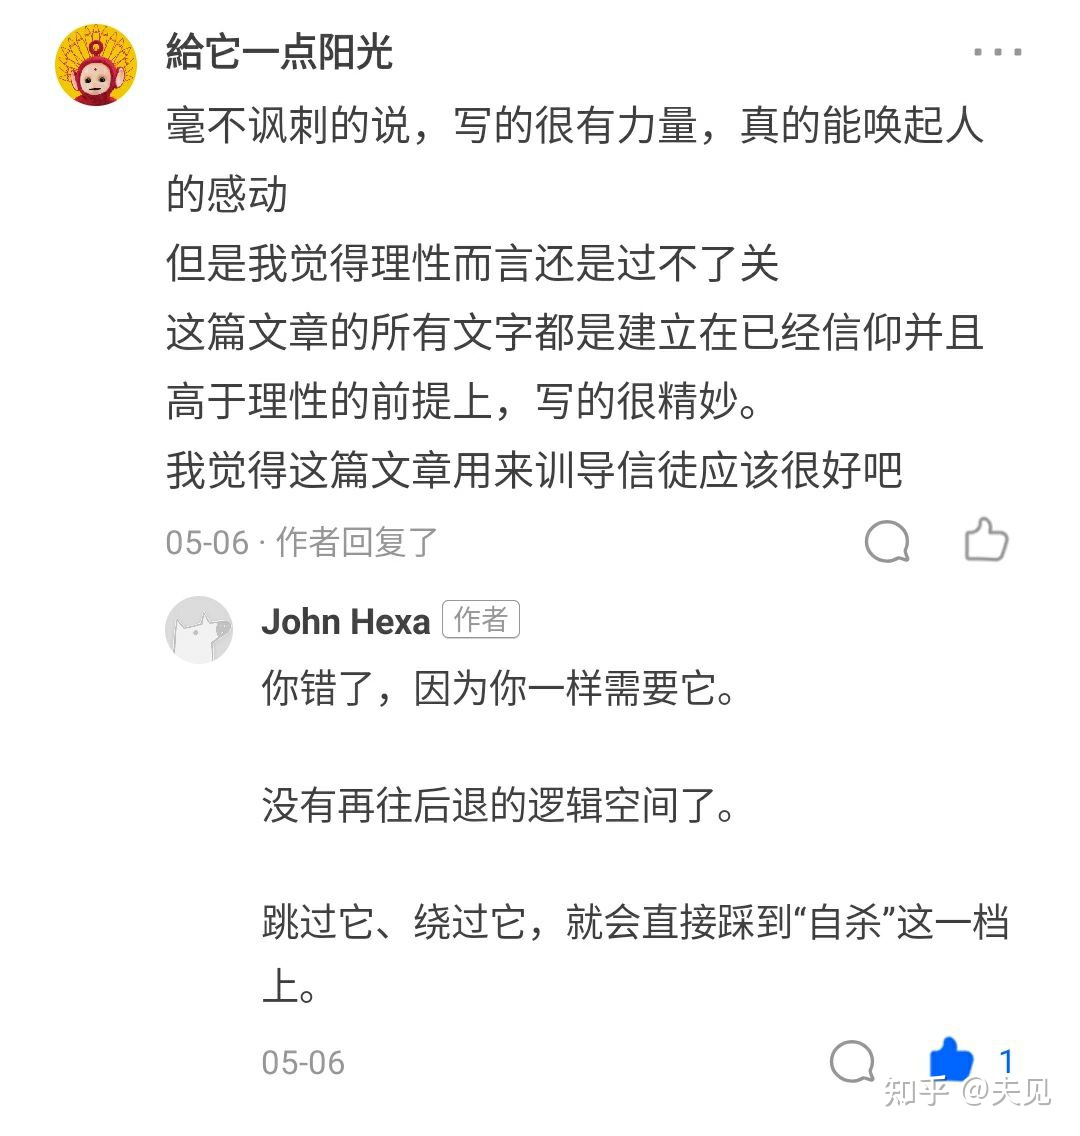 給它一点阳光
毫不讽刺的说，写的很有力量，真的能唤起人
的感动
但是我觉得理性而言还是过不了关
这篇文章的所有文字都是建立在已经信仰并且
高于理性的前提上，写的很精妙。
我觉得这篇文章用来训导信徒应该很好吧
05-06 · 作者回复了
John Hexa 作者
你错了，因为你一样需要它。
没有再往后退的逻辑空间了。
跳过它、绕过它，就会直接踩到“自杀”这一档
上。
05-06
1
知乎 @夫见